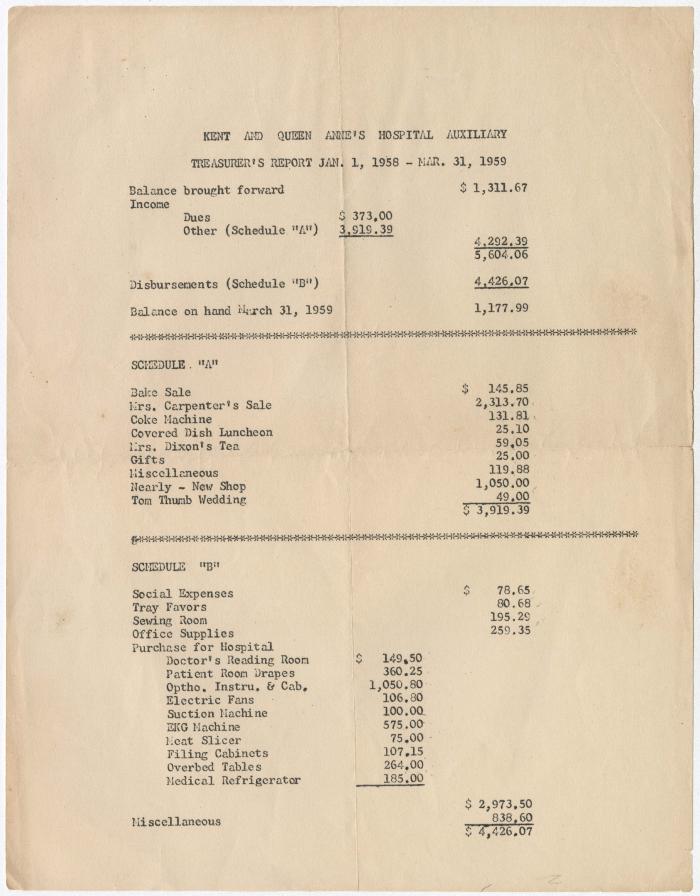 KENT AND QUEEN ANNE'S HOSPITAL AUXILIARY
TREASURER'S REPORT JAN. 1, 1958 - MAR. 31, 1959
Balance brought forward $ 1,311.67
Income
Dues $ 373.00
Other (Schedule "A") 3,919.39
4,292.39
5,604.06
Disbursements (Schedule "B") 4,426.07
Balance on hand March 31, 1959 1,177.99
SCHEDULE "A"
Bake Sale $ 145.85
Mrs. Carpenter's Sale 2,313.70
Coke Machine 131.81
Covered Dish Luncheon 25.10
Mrs. Dixon's Tea 59.05
Gifts 25.00
Miscellaneous 119.88
Nearly - New Shop 1,050.00
Tom Thumb Wedding 49.00
$ 3,919.39
SCHEDULE "B"
Social Expenses $ 78.65
Tray Favors 80.68
Sewing Room 195.29
Office Supplies 259.35
Purchase for Hospital
Doctor's Reading Room $ 149.50
Patient Room Drapes 360.25
Optho. Instru. & Cab. 1,050.80
Electric Fans 106.80
Suction Machine 100.00
EKG Machine 575.00
Meat Slicer 75.00
Filing Cabinets 107.15
Overbed Tables 264.00
Medical Refrigerator 185.00
$ 2,973.50
Miscellaneous 838.60
$ 4,426.07